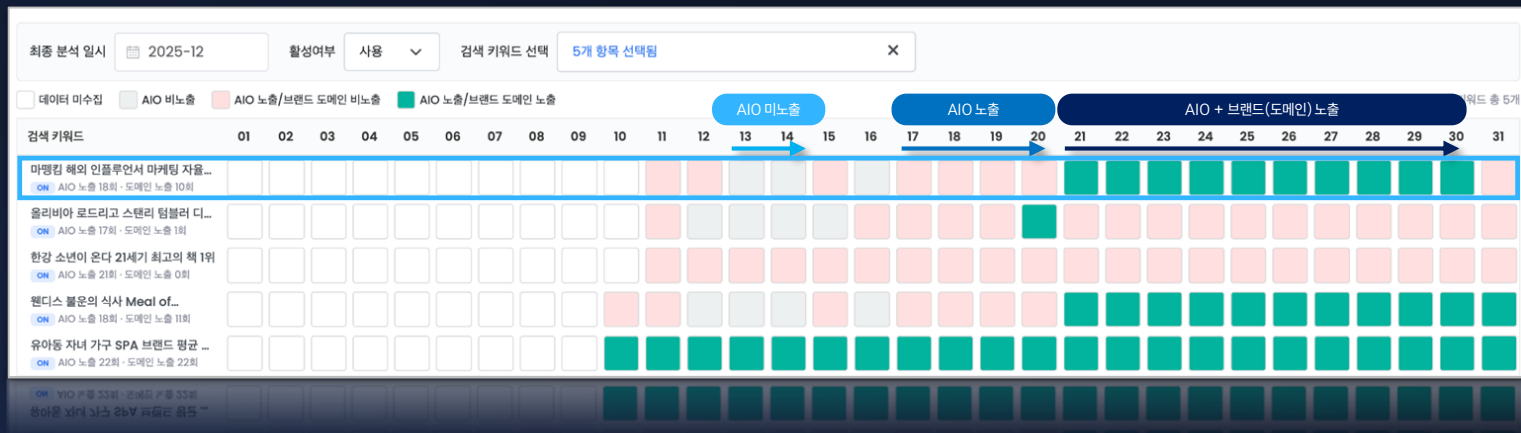 최종 분석 일시 2025-12 활성여부 사용 검색 키워드 선택 5개 항목 선택됨
데이터 미수집 AIO 비노출 AIO 노출/브랜드 도메인 비노출 AIO 노출/브랜드 도메인 노출
AIO 미노출 AIO 노출 AIO + 브랜드(도메인) 노출
워드 총 5개
검색 키워드 01 02 03 04 05 06 07 08 09 10 11 12 13 14 15 16 17 18 19 20 21 22 23 24 25 26 27 28 29 30 31
마뗑킴 해외 인플루언서 마케팅 자율...
ON AIO 노출 18회 · 도메인 노출 10회
올리비아 로드리고 스탠리 텀블러 디...
ON AIO 노출 17회 · 도메인 노출 1회
한강 소년이 온다 21세기 최고의 책 1위
ON AIO 노출 21회 · 도메인 노출 0회
웬디스 불운의 식사 Meal of...
ON AIO 노출 18회 · 도메인 노출 11회
유아동 자녀 가구 SPA 브랜드 평균 ...
ON AIO 노출 22회 · 도메인 노출 22회